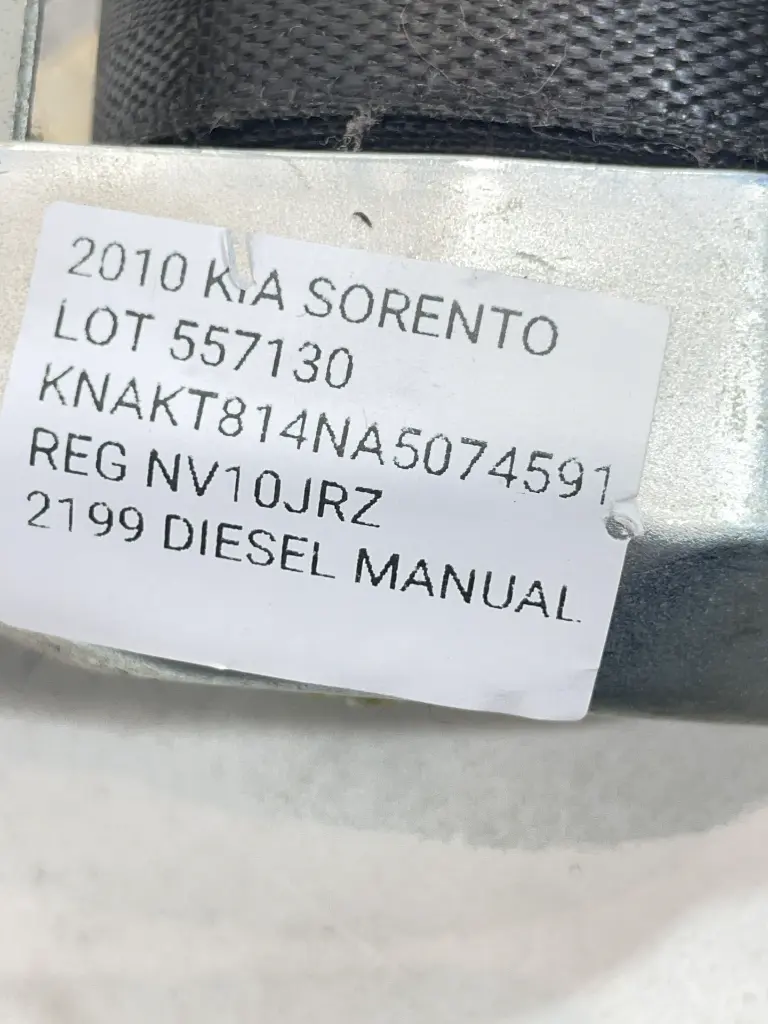 2010 KIA SORENTO
LOT 557130
KNAKT814NA5074591
REG NV10JRZ
2199 DIESEL MANUAL